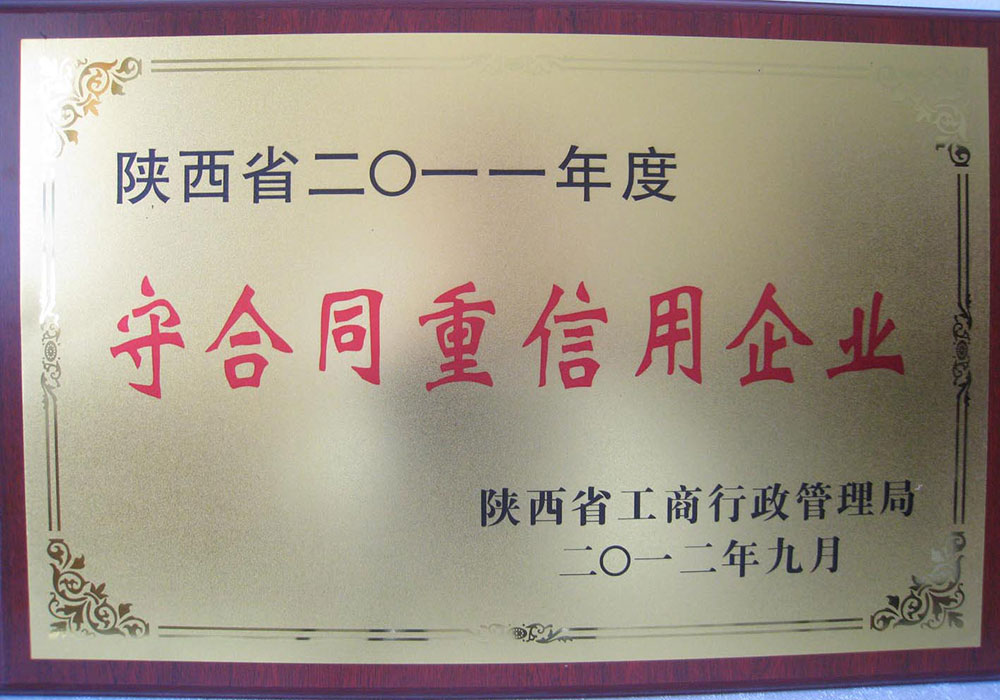 陕西省二〇一一年度
守合同重信用企业
陕西省工商行政管理局
二〇一二年九月